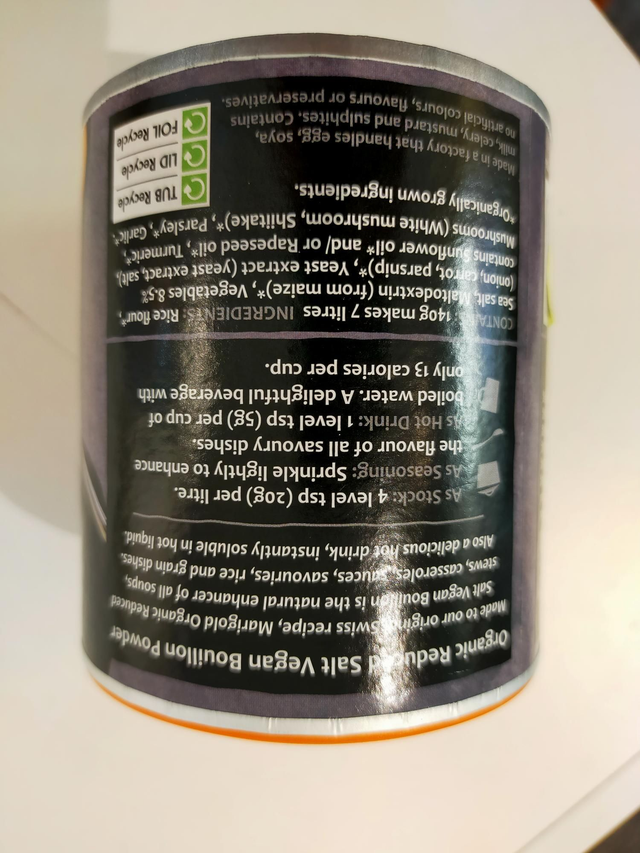 Organic Reduced Salt Vegan Bouillon Powder
Made to our original Swiss recipe, Marigold Organic Reduced
Salt Vegan Bouillon is the natural enhancer of all soups,
stews, casseroles, sauces, savouries, rice and grain dishes.
Also a delicious hot drink, instantly soluble in hot liquid.
As Stock: 4 level tsp (20g) per litre.
As Seasoning: Sprinkle lightly to enhance
the flavour of all savoury dishes.
As Hot Drink: 1 level tsp (5g) per cup of
boiled water. A delightful beverage with
only 13 calories per cup.
CONTAINS: 140g makes 7 litres INGREDIENTS: Rice flour*,
Sea salt, Maltodextrin (from maize)*, Vegetables 8.5%
(onion, carrot, parsnip)*, Yeast extract (yeast extract, salt),
contains Sunflower oil* and/or Rapeseed oil*, Turmeric*,
Mushrooms (White mushroom, Shiitake)*, Parsley*, Garlic*.
*Organically grown ingredients.
Made in a factory that handles egg, soya,
milk, celery, mustard and sulphites. Contains
no artificial colours, flavours or preservatives.
TUB Recycle
LID Recycle
FOIL Recycle